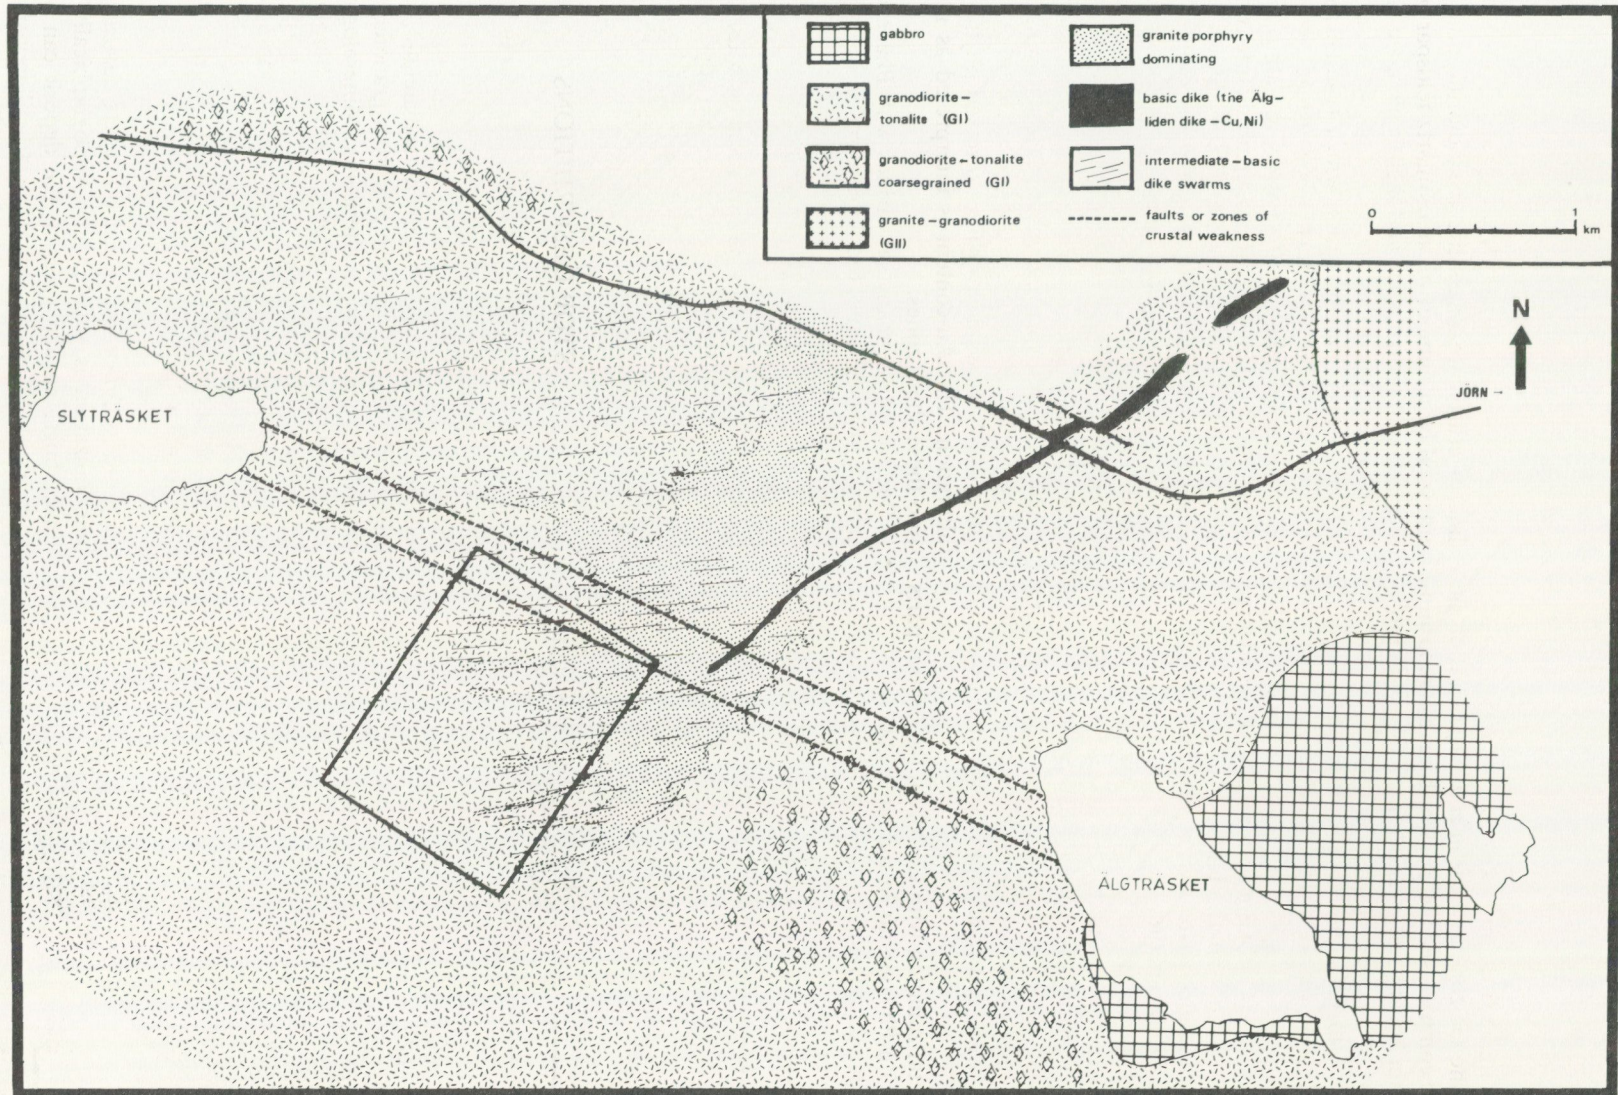 gabbro
granodiorite –
tonalite (GI)
granodiorite – tonalite
coarsegrained (GI)
granite – granodiorite
(GII)
granite porphyry
dominating
basic dike (the Älg–
liden dike – Cu, Ni)
intermediate – basic
dike swarms
faults or zones of
crustal weakness
0 1
km
N
JÖRN →
SLYTRÄSKET
ÄLGTRÄSKET